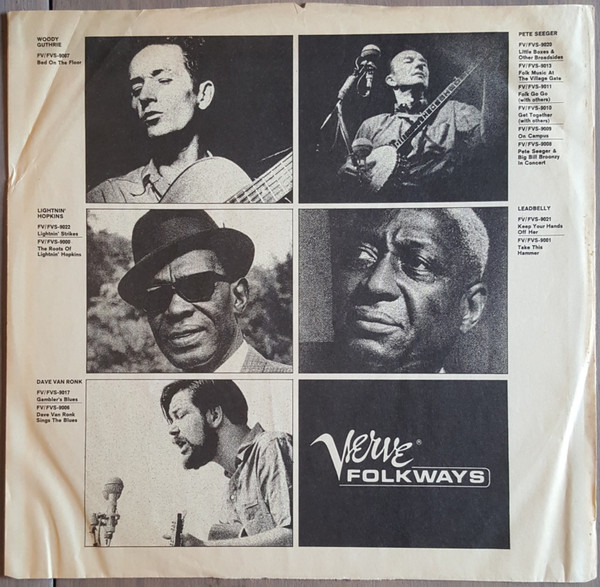 WOODY
GUTHRIE
FV/FVS-9007
Bed On The Floor
PETE SEEGER
FV/FVS-9020
Little Boxes &
Other Broadsides
FV/FVS-9013
Folk Music At
The Village Gate
FV/FVS-9011
Folk Go Go
(with others)
FV/FVS-9010
Get Together
(with others)
FV/FVS-9009
On Campus
FV/FVS-9008
Pete Seeger &
Big Bill Broonzy
In Concert
LIGHTNIN'
HOPKINS
FV/FVS-9022
Lightnin' Strikes
FV/FVS-9000
The Roots Of
Lightnin' Hopkins
LEADBELLY
FV/FVS-9021
Keep Your Hands
Off Her
FV/FVS-9001
Take This
Hammer
DAVE VAN RONK
FV/FVS-9017
Gambler's Blues
FV/FVS-9006
Dave Van Ronk
Sings The Blues
Verve®
FOLKWAYS